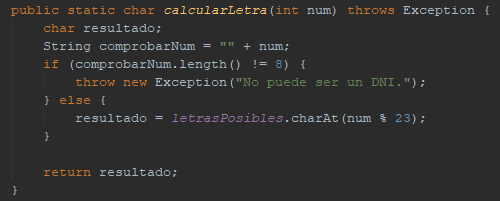 public static char calcularLetra(int num) throws Exception {
    char resultado;
    String comprobarNum = "" + num;
    if (comprobarNum.length() != 8) {
        throw new Exception("No puede ser un DNI.");
    } else {
        resultado = letrasPosibles.charAt(num % 23);
    }

    return resultado;
}